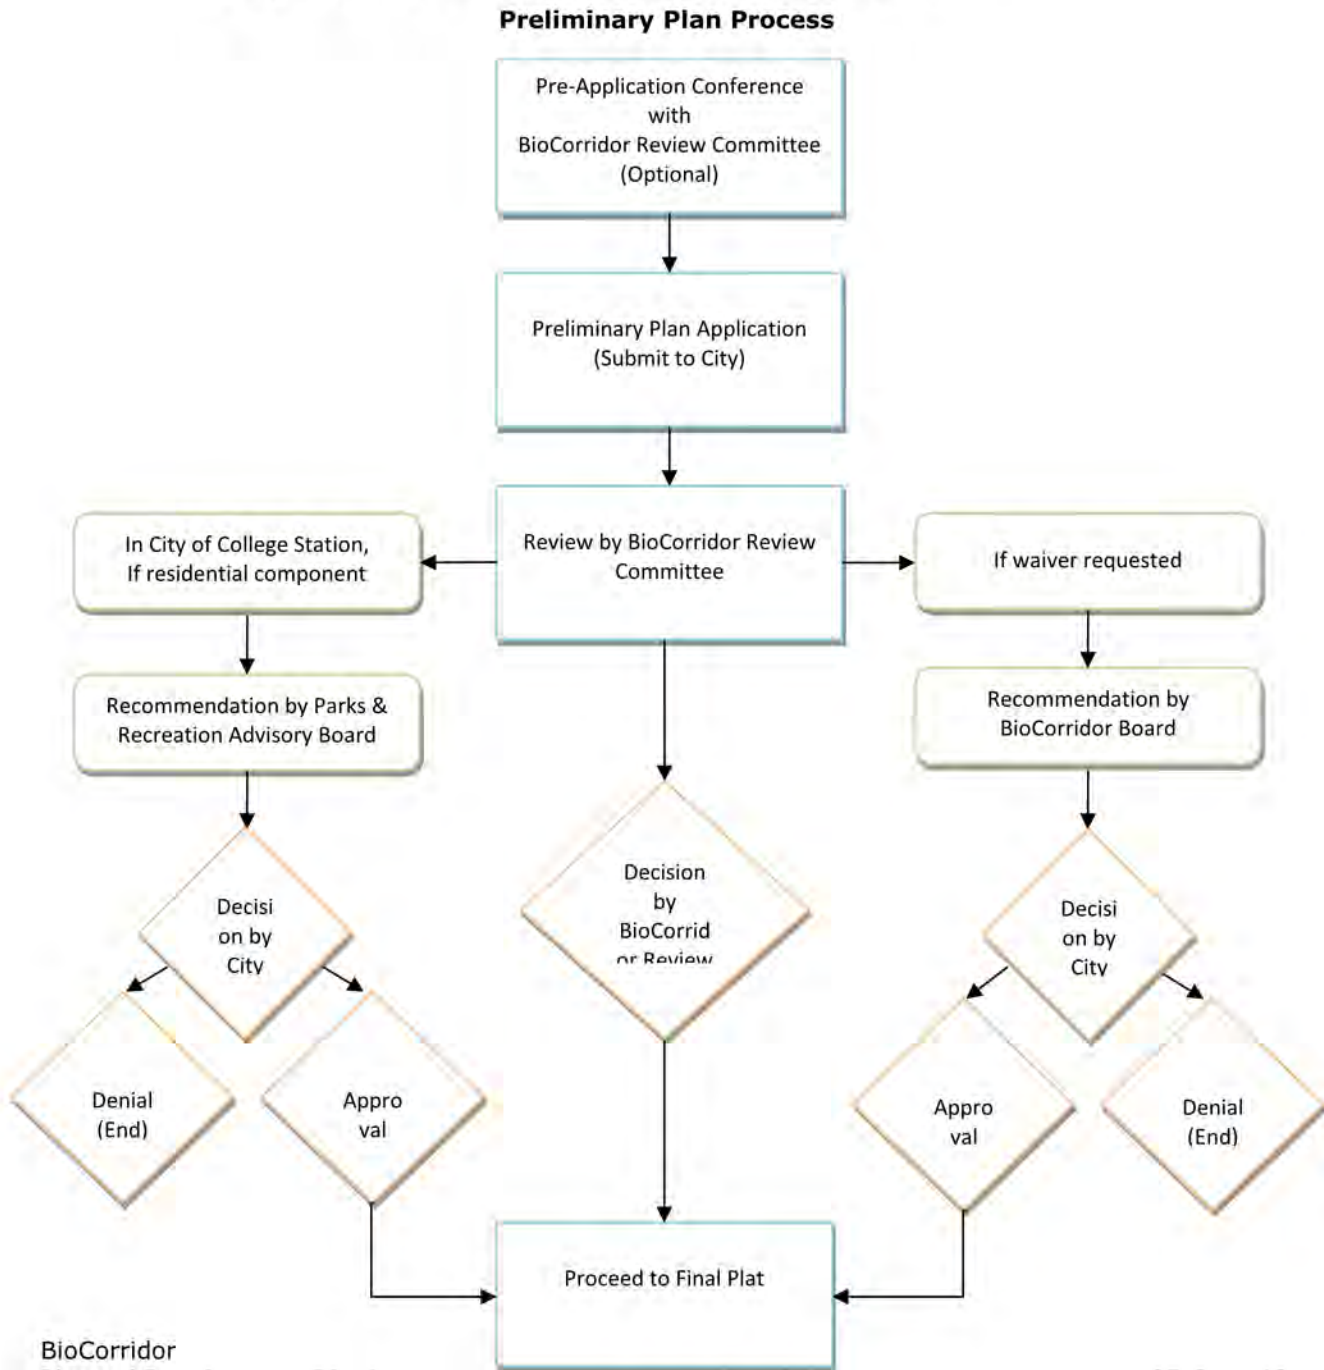 Preliminary Plan Process
Pre-Application Conference
with
BioCorridor Review Committee
(Optional)
Preliminary Plan Application
(Submit to City)
Review by BioCorridor Review
Committee
In City of College Station,
If residential component
If waiver requested
Recommendation by Parks &
Recreation Advisory Board
Recommendation by
BioCorridor Board
Decisi
on by
City
Decision
by
BioCorrid
or Review
Decisi
on by
City
Denial
(End)
Appro
val
Appro
val
Denial
(End)
Proceed to Final Plat
BioCorridor